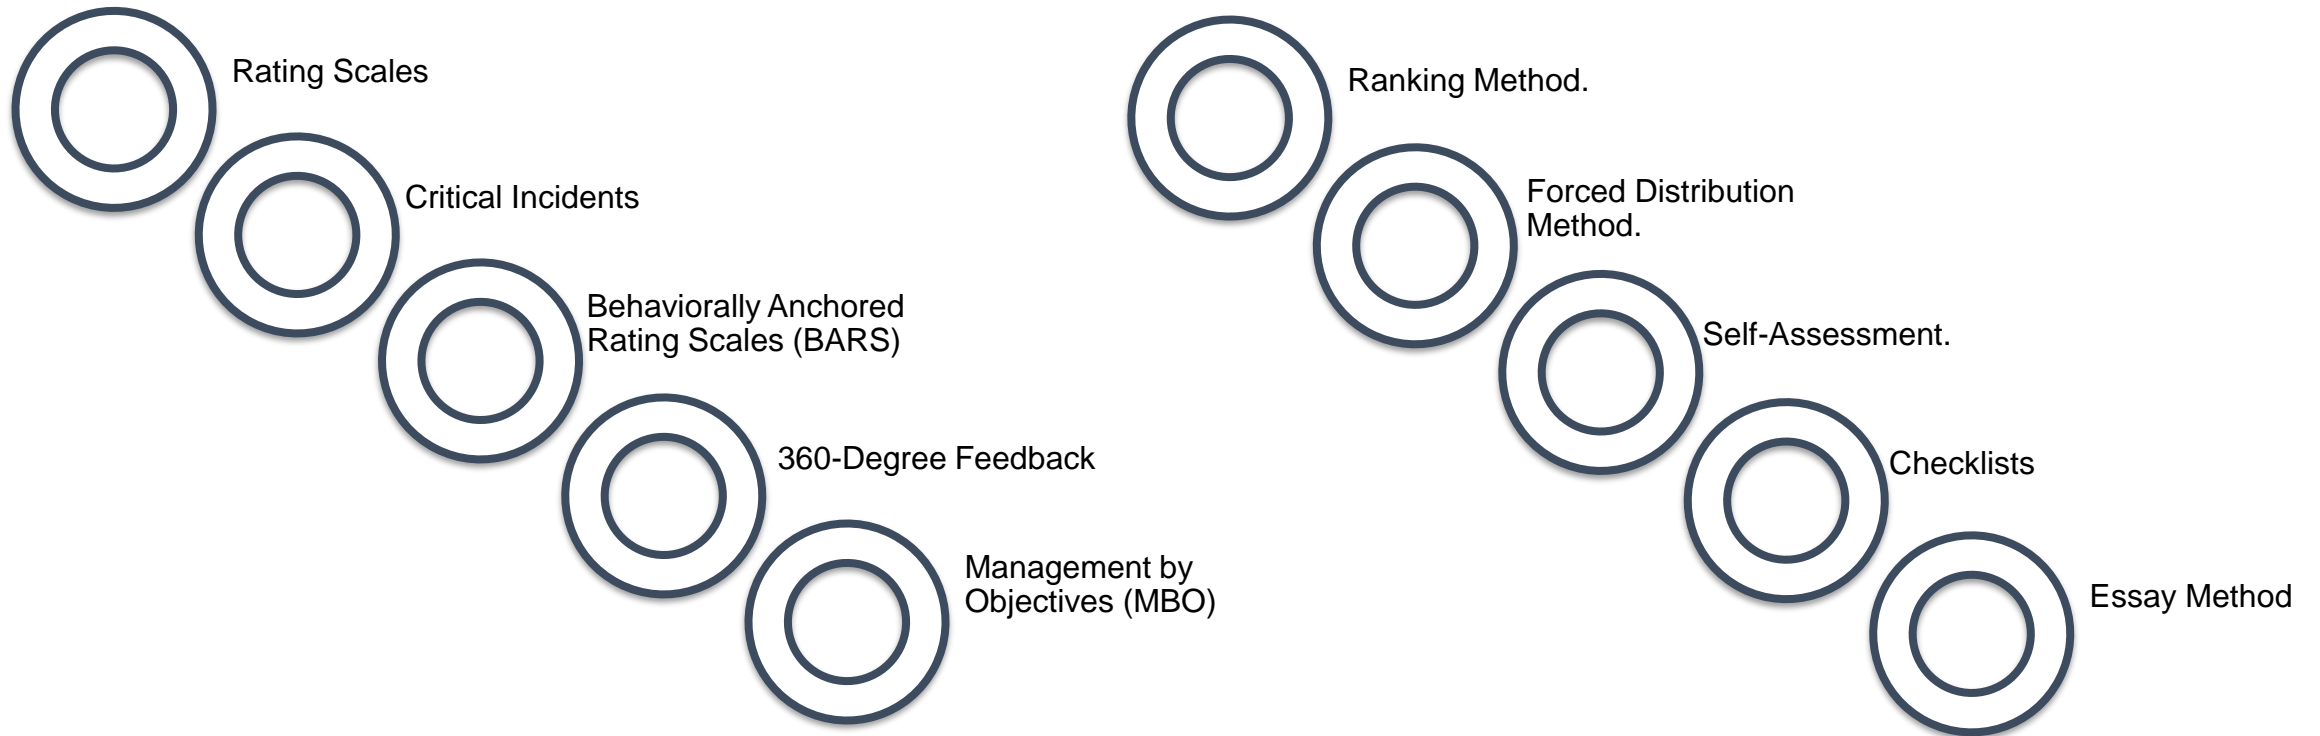 Rating Scales
Critical Incidents
Behaviorally Anchored
Rating Scales (BARS)
360-Degree Feedback
Management by
Objectives (MBO)
Ranking Method.
Forced Distribution
Method.
Self-Assessment.
Checklists
Essay Method